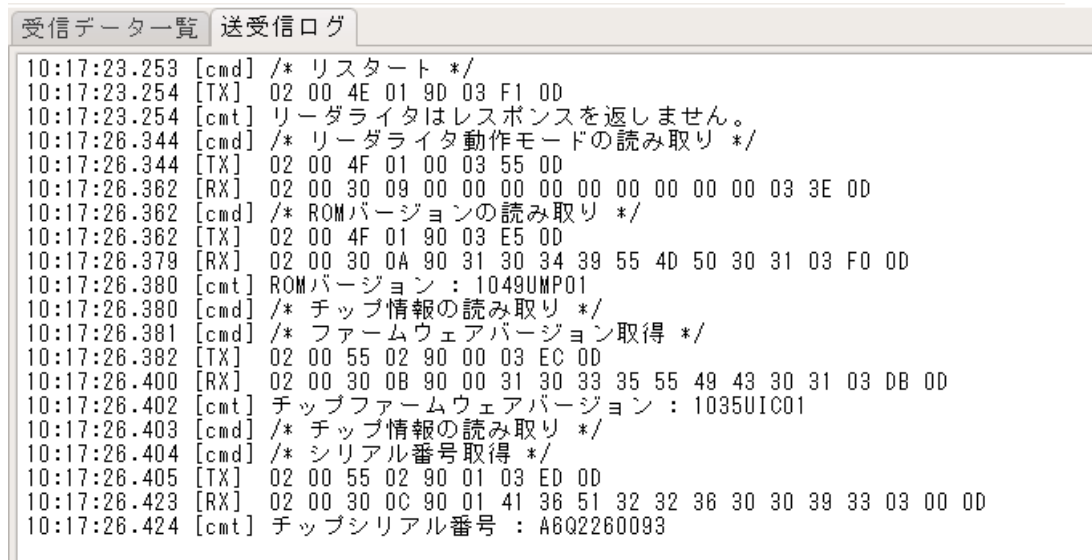 受信データ一覧 送受信ログ
10:17:23.253 [cmd] /* リスタート */
10:17:23.254 [TX] 02 00 4E 01 9D 03 F1 0D
10:17:23.254 [cmt] リーダライタはレスポンスを返しません。
10:17:26.344 [cmd] /* リーダライタ動作モードの読み取り */
10:17:26.344 [TX] 02 00 4F 01 00 03 55 0D
10:17:26.362 [RX] 02 00 30 09 00 00 00 00 00 00 00 00 00 03 3E 0D
10:17:26.362 [cmd] /* ROMバージョンの読み取り */
10:17:26.362 [TX] 02 00 4F 01 90 03 E5 0D
10:17:26.379 [RX] 02 00 30 0A 90 31 30 34 39 55 4D 50 30 31 03 F0 0D
10:17:26.380 [cmt] ROMバージョン : 1049UMP01
10:17:26.380 [cmd] /* チップ情報の読み取り */
10:17:26.381 [cmd] /* ファームウェアバージョン取得 */
10:17:26.382 [TX] 02 00 55 02 90 00 03 EC 0D
10:17:26.400 [RX] 02 00 30 0B 90 00 31 30 33 35 55 49 43 30 31 03 DB 0D
10:17:26.402 [cmt] チップファームウェアバージョン : 1035UIC01
10:17:26.403 [cmd] /* チップ情報の読み取り */
10:17:26.404 [cmd] /* シリアル番号取得 */
10:17:26.405 [TX] 02 00 55 02 90 01 03 ED 0D
10:17:26.423 [RX] 02 00 30 0C 90 01 41 36 51 32 32 36 30 30 39 33 03 00 0D
10:17:26.424 [cmt] チップシリアル番号 : A6Q2260093